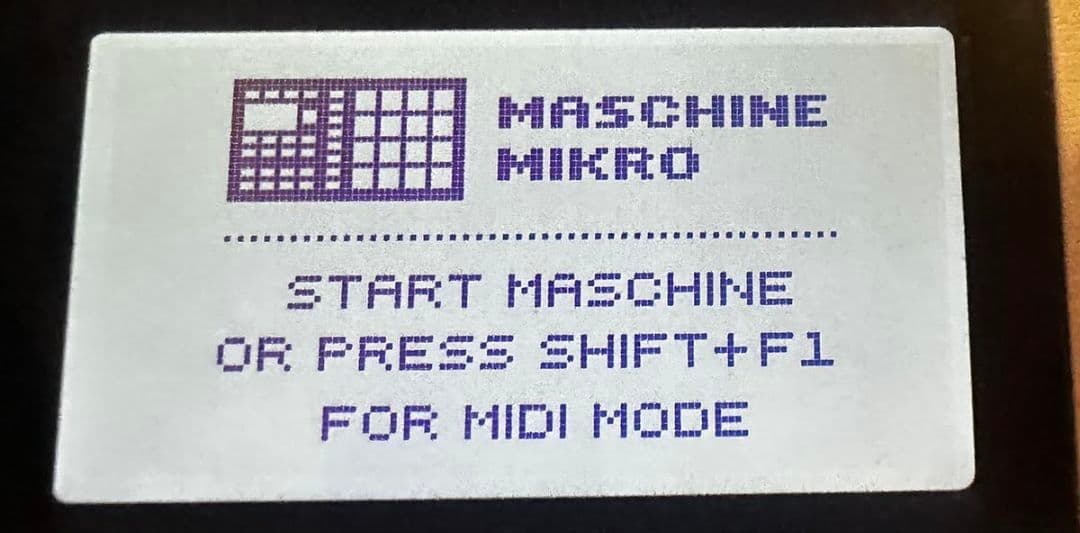 MASCHINE
MIKRO
START MASCHINE
OR PRESS SHIFT+F1
FOR MIDI MODE